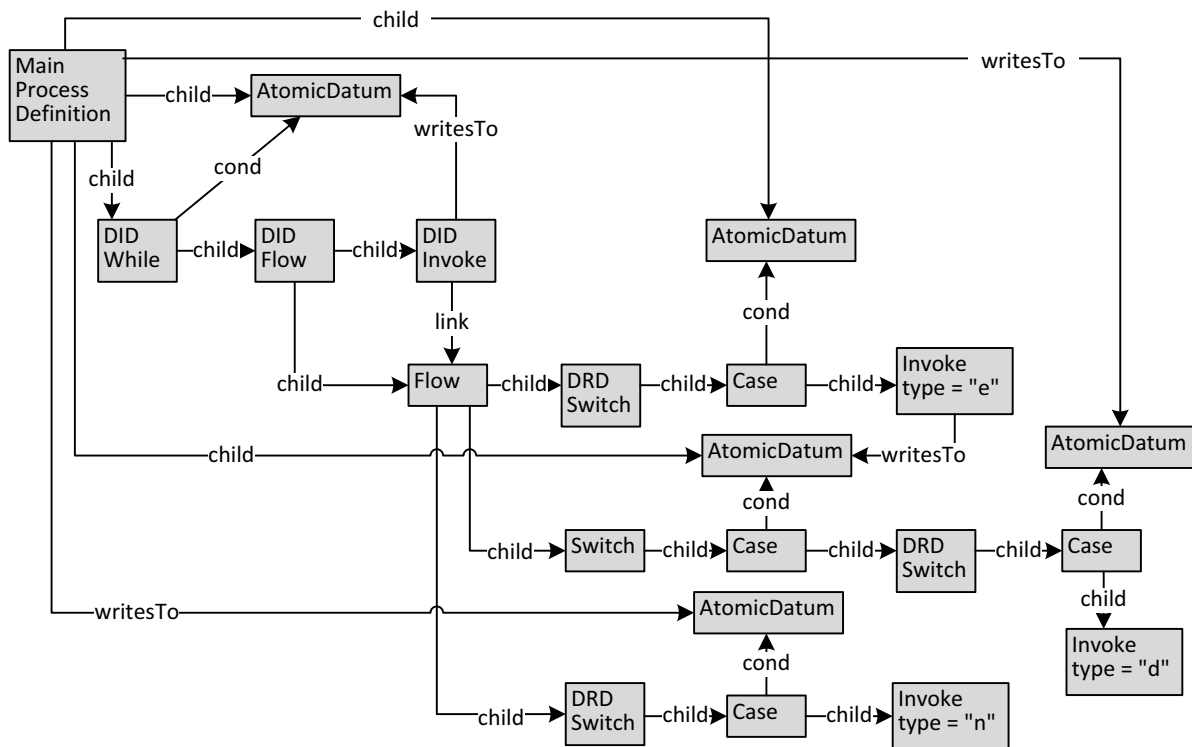 child
Main
Process
Definition
writesTo
child
AtomicDatum
writesTo
cond
child
DID
While
child
DID
Flow
child
DID
Invoke
AtomicDatum
link
cond
child
Flow
child
DRD
Switch
child
Case
child
Invoke
type = "e"
child
AtomicDatum
writesTo
AtomicDatum
cond
cond
child
Switch
child
Case
child
DRD
Switch
child
Case
child
writesTo
AtomicDatum
Invoke
type = "d"
cond
child
DRD
Switch
child
Case
child
Invoke
type = "n"